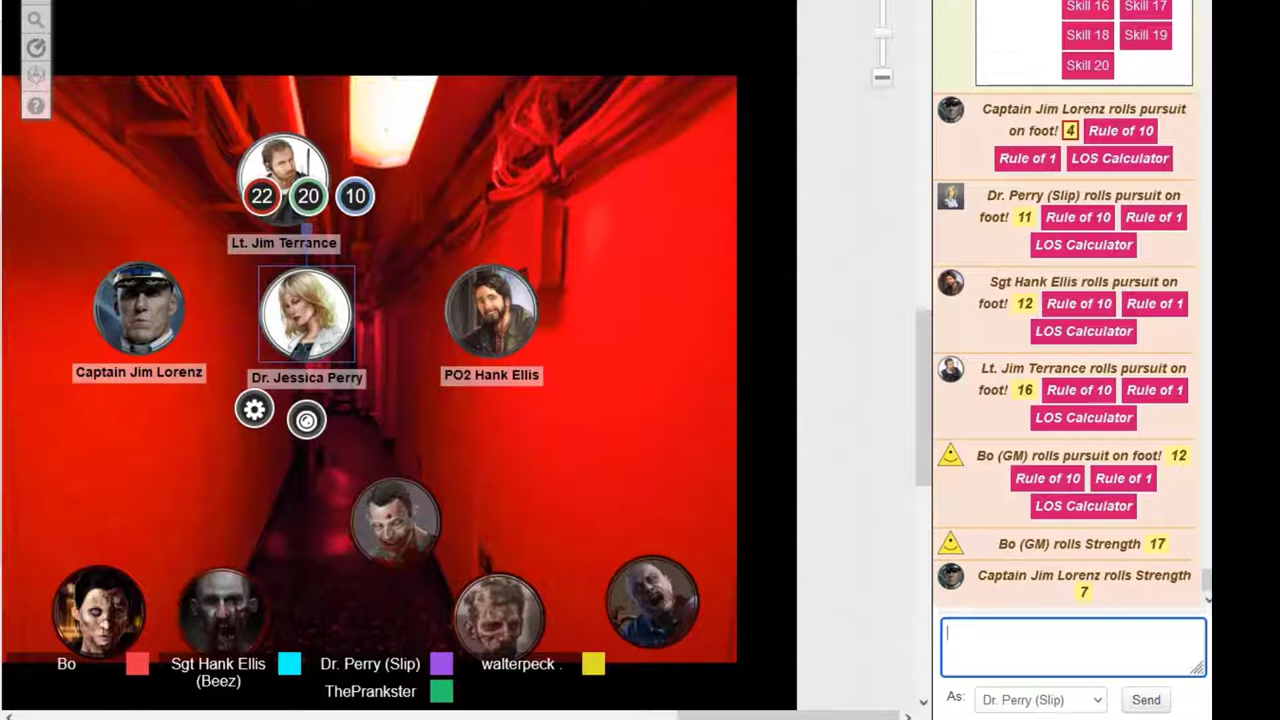 Skill 16 Skill 17
Skill 18 Skill 19
Skill 20
Captain Jim Lorenz rolls pursuit
on foot! 4 Rule of 10
Rule of 1 LOS Calculator
Dr. Perry (Slip) rolls pursuit on
foot! 11 Rule of 10 Rule of 1
LOS Calculator
Sgt Hank Ellis rolls pursuit on
foot! 12 Rule of 10 Rule of 1
LOS Calculator
Lt. Jim Terrance rolls pursuit on
foot! 16 Rule of 10 Rule of 1
LOS Calculator
Bo (GM) rolls pursuit on foot! 12
Rule of 10 Rule of 1
LOS Calculator
Bo (GM) rolls Strength 17
Captain Jim Lorenz rolls Strength
7
As: Dr. Perry (Slip) Send
22 20 10
Lt. Jim Terrance
Captain Jim Lorenz
Dr. Jessica Perry
PO2 Hank Ellis
Bo
Sgt Hank Ellis
(Beez)
Dr. Perry (Slip)
walterpeck .
ThePrankster
?